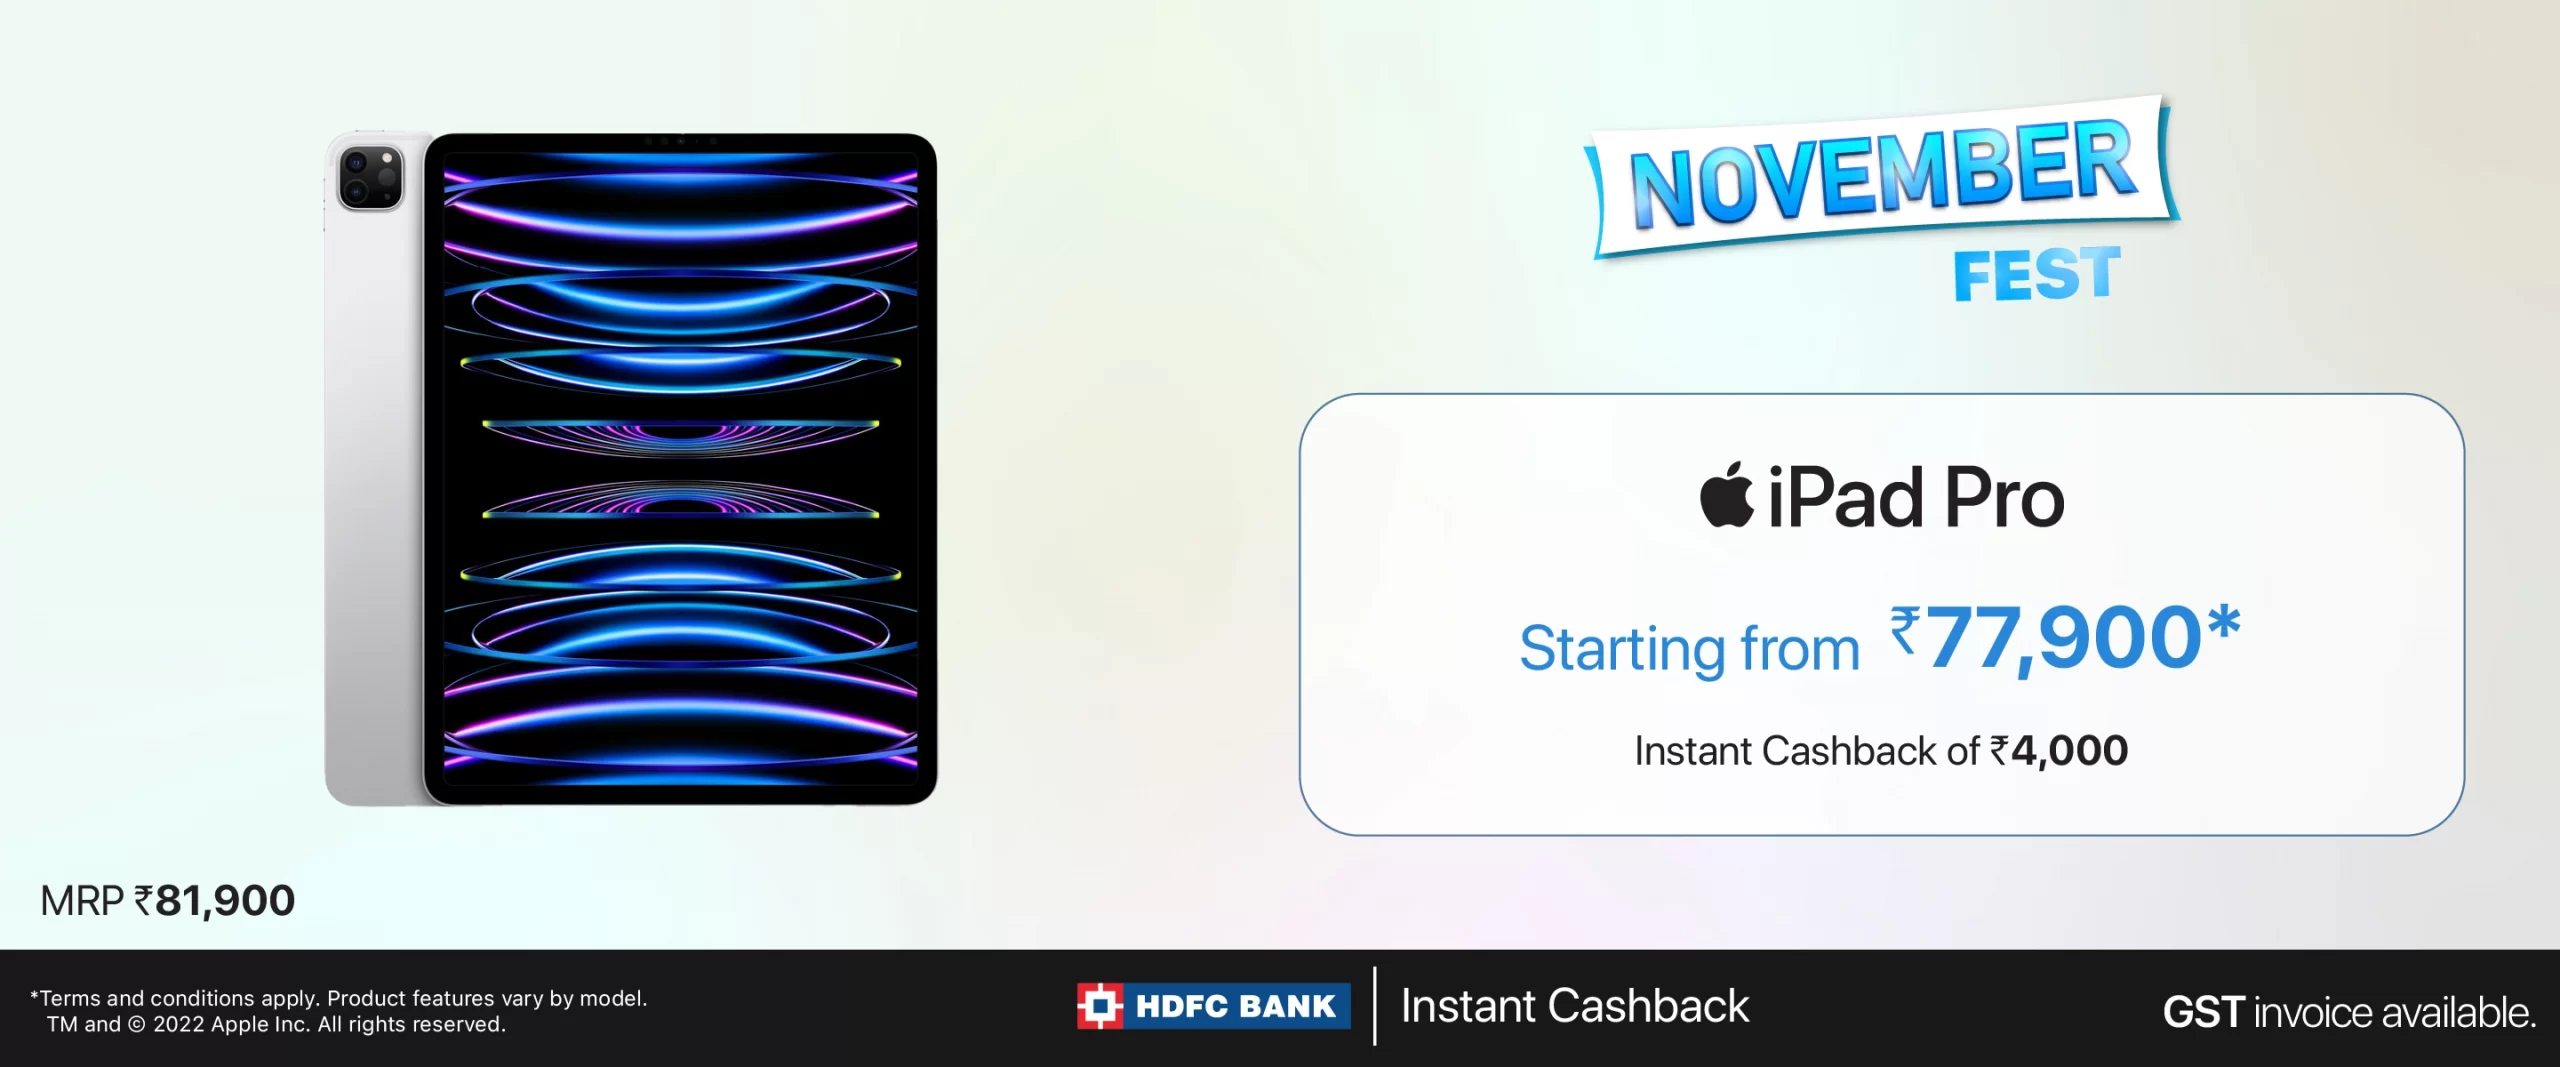 NOVEMBER
FEST
iPad Pro
Starting from ₹77,900*
Instant Cashback of ₹4,000
MRP ₹81,900
*Terms and conditions apply. Product features vary by model.
TM and © 2022 Apple Inc. All rights reserved.
HDFC BANK | Instant Cashback
GST invoice available.